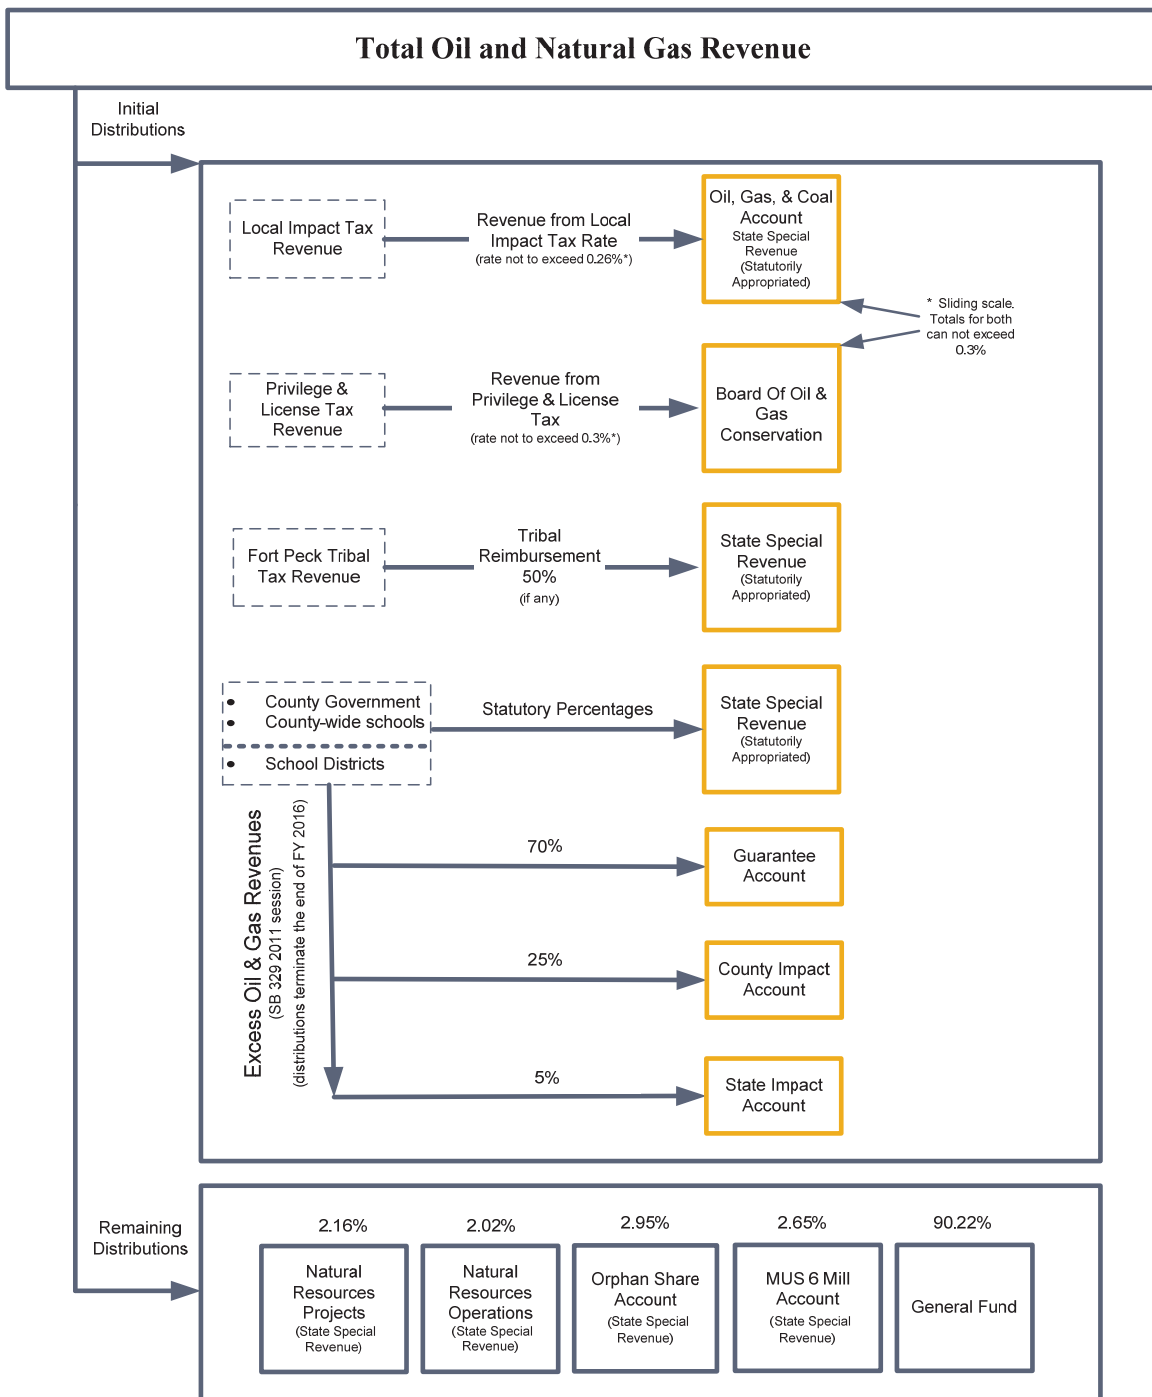 Total Oil and Natural Gas Revenue
Initial
Distributions
Local Impact Tax
Revenue
Revenue from Local
Impact Tax Rate
(rate not to exceed 0.26%*)
Oil, Gas, & Coal
Account
State Special
Revenue
(Statutorily
Appropriated)
* Sliding scale.
Totals for both
can not exceed
0.3%
Privilege &
License Tax
Revenue
Revenue from
Privilege & License
Tax
(rate not to exceed 0.3%*)
Board Of Oil &
Gas
Conservation
Fort Peck Tribal
Tax Revenue
Tribal
Reimbursement
50%
(if any)
State Special
Revenue
(Statutorily
Appropriated)
• County Government
• County-wide schools
• School Districts
Statutory Percentages
State Special
Revenue
(Statutorily
Appropriated)
Excess Oil & Gas Revenues
(SB 329 2011 session)
(distributions terminate the end of FY 2016)
70%
Guarantee
Account
25%
County Impact
Account
5%
State Impact
Account
Remaining
Distributions
2.16%
Natural
Resources
Projects
(State Special
Revenue)
2.02%
Natural
Resources
Operations
(State Special
Revenue)
2.95%
Orphan Share
Account
(State Special
Revenue)
2.65%
MUS 6 Mill
Account
(State Special
Revenue)
90.22%
General Fund